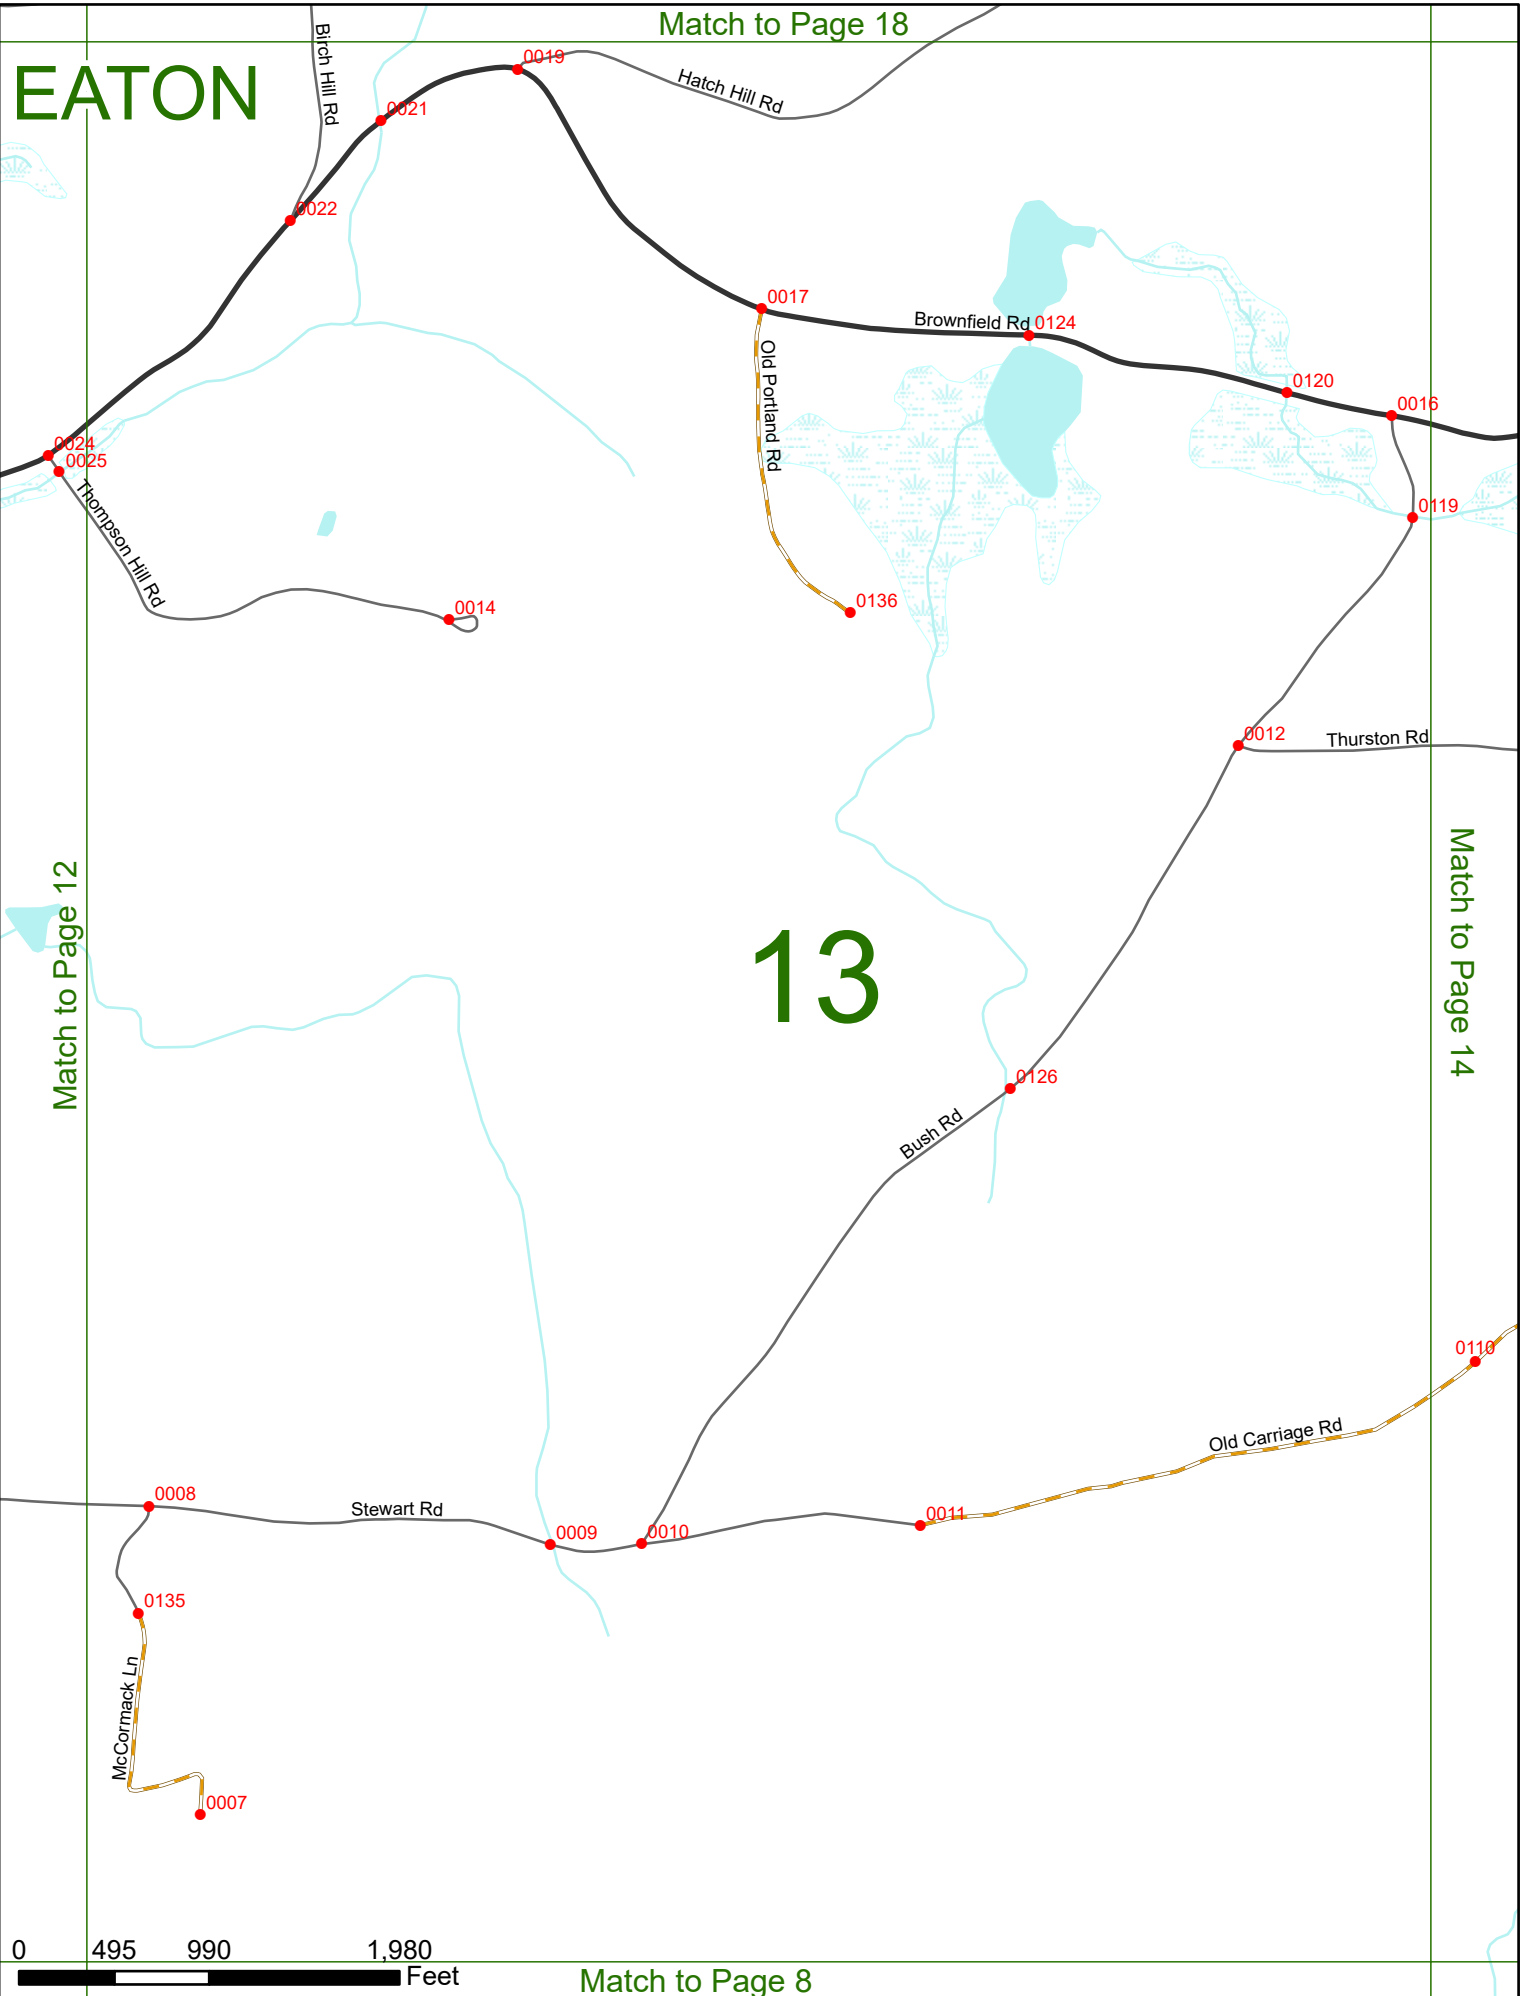 Match to Page 18
EATON
Birch Hill Rd
0019
Hatch Hill Rd
0021
0022
0017
Brownfield Rd
0124
Old Portland Rd
0120
0016
0024
0025
Thompson Hill Rd
0119
0014
0136
0012
Thurston Rd
Match to Page 12
13
Match to Page 14
0126
Bush Rd
0110
Old Carriage Rd
0008
Stewart Rd
0009
0010
0011
0135
McCormack Ln
0007
0 495 990 1,980
Feet
Match to Page 8